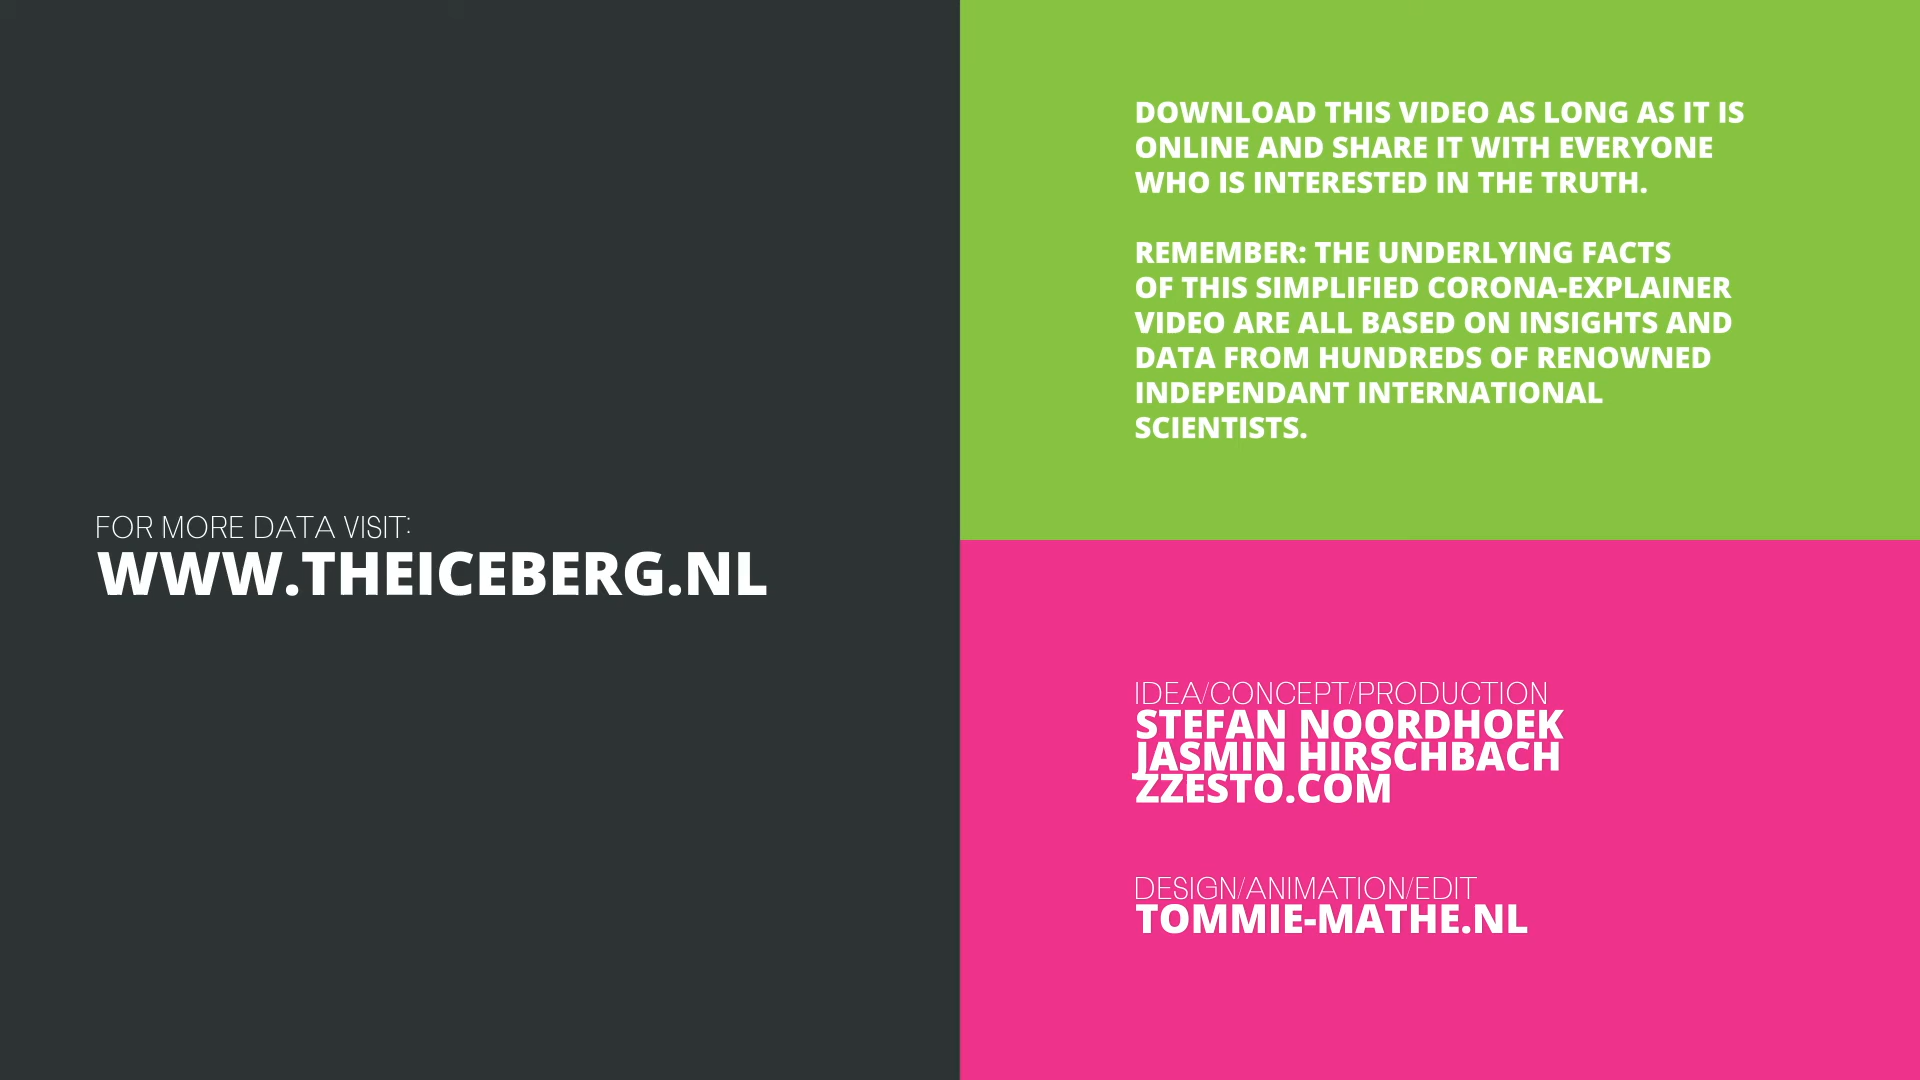 FOR MORE DATA VISIT:
WWW.THEICEBERG.NL
DOWNLOAD THIS VIDEO AS LONG AS IT IS
ONLINE AND SHARE IT WITH EVERYONE
WHO IS INTERESTED IN THE TRUTH.
REMEMBER: THE UNDERLYING FACTS
OF THIS SIMPLIFIED CORONA-EXPLAINER
VIDEO ARE ALL BASED ON INSIGHTS AND
DATA FROM HUNDREDS OF RENOWNED
INDEPENDANT INTERNATIONAL
SCIENTISTS.
IDEA/CONCEPT/PRODUCTION
STEFAN NOORDHOEK
JASMIN HIRSCHBACH
ZZESTO.COM
DESIGN/ANIMATION/EDIT
TOMMIE-MATHE.NL